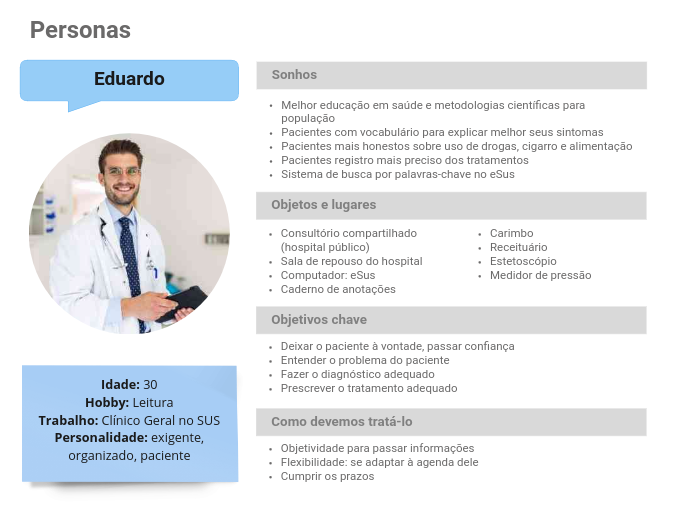 Personas
Eduardo
Idade: 30
Hobby: Leitura
Trabalho: Clínico Geral no SUS
Personalidade: exigente,
organizado, paciente
Sonhos
• Melhor educação em saúde e metodologias científicas para
população
• Pacientes com vocabulário para explicar melhor seus sintomas
• Pacientes mais honestos sobre uso de drogas, cigarro e alimentação
• Pacientes registro mais preciso dos tratamentos
• Sistema de busca por palavras-chave no eSus
Objetos e lugares
• Consultório compartilhado
(hospital público)
• Sala de repouso do hospital
• Computador: eSus
• Caderno de anotações
• Carimbo
• Receituário
• Estetoscópio
• Medidor de pressão
Objetivos chave
• Deixar o paciente à vontade, passar confiança
• Entender o problema do paciente
• Fazer o diagnóstico adequado
• Prescrever o tratamento adequado
Como devemos tratá-lo
• Objetividade para passar informações
• Flexibilidade: se adaptar à agenda dele
• Cumprir os prazos